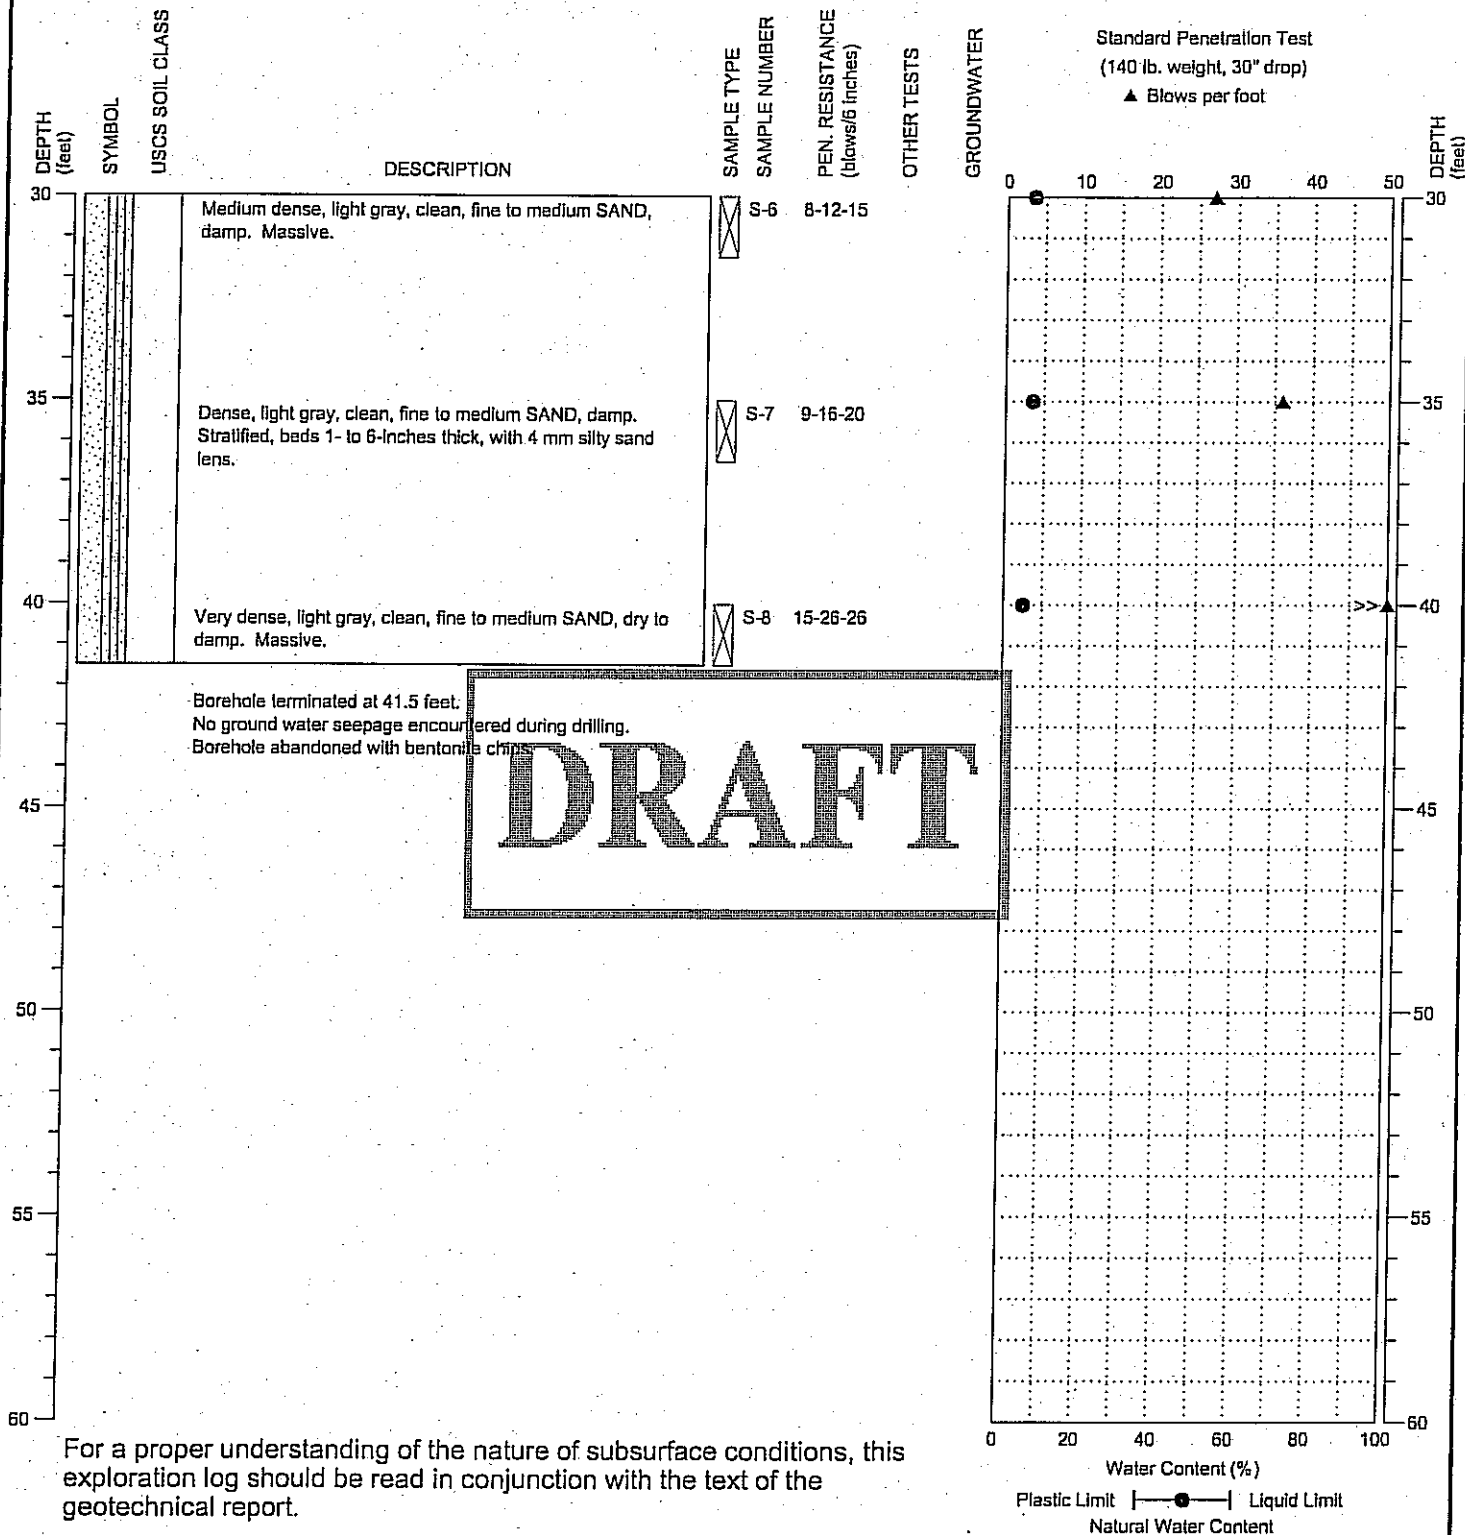 DEPTH
(feet)
SYMBOL
USCS SOIL CLASS
DESCRIPTION
SAMPLE TYPE
SAMPLE NUMBER
PEN. RESISTANCE
(blows/6 inches)
OTHER TESTS
GROUNDWATER
Standard Penetration Test
(140 lb. weight, 30" drop)
▲ Blows per foot
DEPTH
(feet)
0 10 20 30 40 50
30
Medium dense, light gray, clean, fine to medium SAND,
damp. Massive.
S-6 8-12-15
30
35
Dense, light gray, clean, fine to medium SAND, damp.
Stratified, beds 1- to 6-inches thick, with 4 mm silty sand
lens.
S-7 9-16-20
35
40
Very dense, light gray, clean, fine to medium SAND, dry to
damp. Massive.
S-8 15-26-26
>>
40
Borehole terminated at 41.5 feet.
No ground water seepage encountered during drilling.
Borehole abandoned with bentonite chips.
DRAFT
45
45
50
50
55
55
60
60
0 20 40 60 80 100
Water Content (%)
Plastic Limit Liquid Limit
Natural Water Content
For a proper understanding of the nature of subsurface conditions, this
exploration log should be read in conjunction with the text of the
geotechnical report.